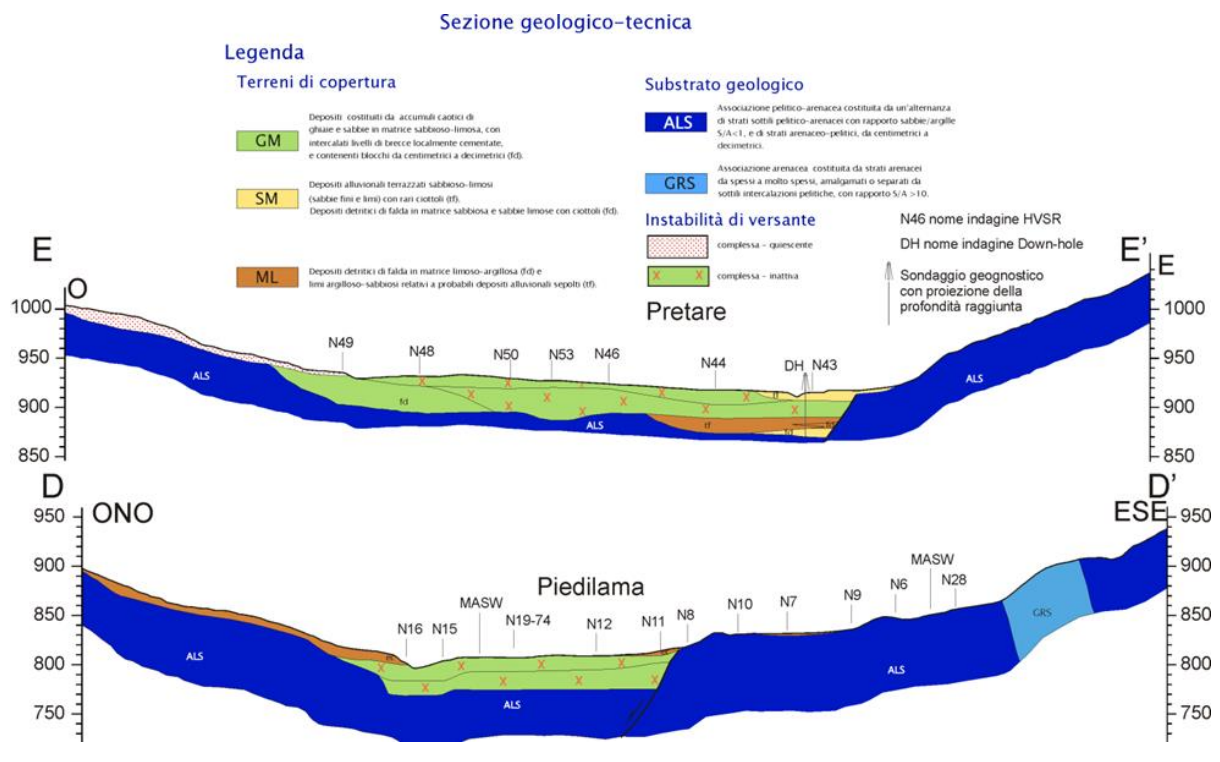 Sezione geologico-tecnica
Legenda
Terreni di copertura
GM
Depositi costituiti da accumuli caotici di
ghiaie e sabbie in matrice sabbioso-limosa, con
intercalati livelli di brecce localmente cementate,
e contenenti blocchi da centimetrici a decimetrici (fd).
SM
Depositi alluvionali terrazzati sabbioso-limosi
(sabbie fini e limi) con rari ciottoli (tf).
Depositi detritici di falda in matrice sabbiosa e sabbie limose con ciottoli (fd).
ML
Depositi detritici di falda in matrice limoso-argillosa (fd) e
limi argilloso-sabbiosi relativi a probabili depositi alluvionali sepolti (tf).
Substrato geologico
ALS
Associazione pelitico-arenacea costituita da un'alternanza
di strati sottili pelitico-arenacei con rapporto sabbie/argille
S/A<1, e di strati arenaceo-pelitici, da centimetrici a
decimetrici.
GRS
Associazione arenacea costituita da strati arenacei
da spessi a molto spessi, amalgamati o separati da
sottili intercalazioni pelitiche, con rapporto S/A >10.
Instabilità di versante
complessa - quiescente
X X X complessa - inattiva
N46 nome indagine HVSR
DH nome indagine Down-hole
Sondaggio geognostico
con proiezione della
profondità raggiunta
E
O
Pretare
E'
E
1000
950
900
850
N49
N48
N50
N53
N46
N44
DH
N43
ALS
fd
ALS
tf
tf
fd
fd
ALS
1000
950
900
850
D
ONO
Piedilama
D'
ESE
950
900
850
800
750
N16
N15
MASW
N19-74
N12
N11
N8
N10
N7
N9
N6
MASW
N28
ALS
ALS
ALS
GRS
950
900
850
800
750